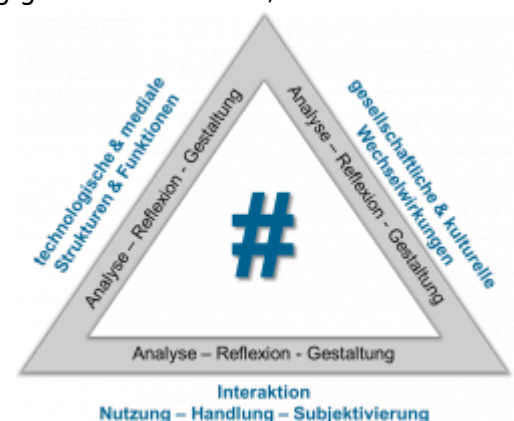 technologische & mediale
Strukturen & Funktionen
Analyse – Reflexion - Gestaltung
gesellschaftliche & kulturelle
Wechselwirkungen
Analyse – Reflexion - Gestaltung
#
Analyse – Reflexion - Gestaltung
Interaktion
Nutzung – Handlung – Subjektivierung